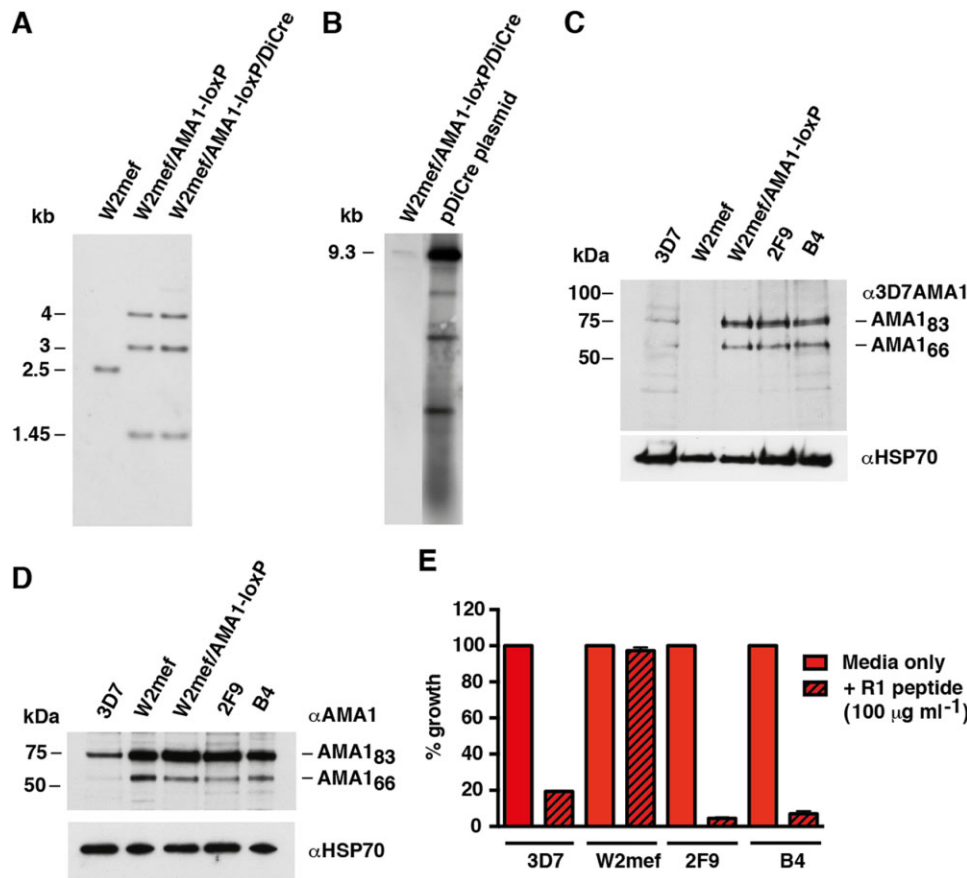 A
W2mef
W2mef/AMA1-loxP
W2mef/AMA1-loxP/DiCre
kb
4
3
2.5
1.45
B
W2mef/AMA1-loxP/DiCre
pDiCre plasmid
kb
9.3
C
3D7
W2mef
W2mef/AMA1-loxP
2F9
B4
kDa
100
75
50
α3D7AMA1
AMA183
AMA166
αHSP70
D
3D7
W2mef
W2mef/AMA1-loxP
2F9
B4
kDa
75
50
αAMA1
AMA183
AMA166
αHSP70
E
% growth
120
100
80
60
40
20
0
3D7
W2mef
2F9
B4
Media only
+ R1 peptide
(100 μg ml-1)